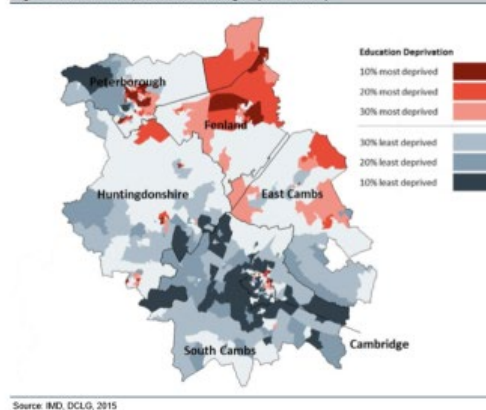 Education Deprivation
10% most deprived
20% most deprived
30% most deprived
30% least deprived
20% least deprived
10% least deprived
Peterborough
Fenland
Huntingdonshire
East Cambs
South Cambs
Cambridge
Source: IMD, DCLG, 2015